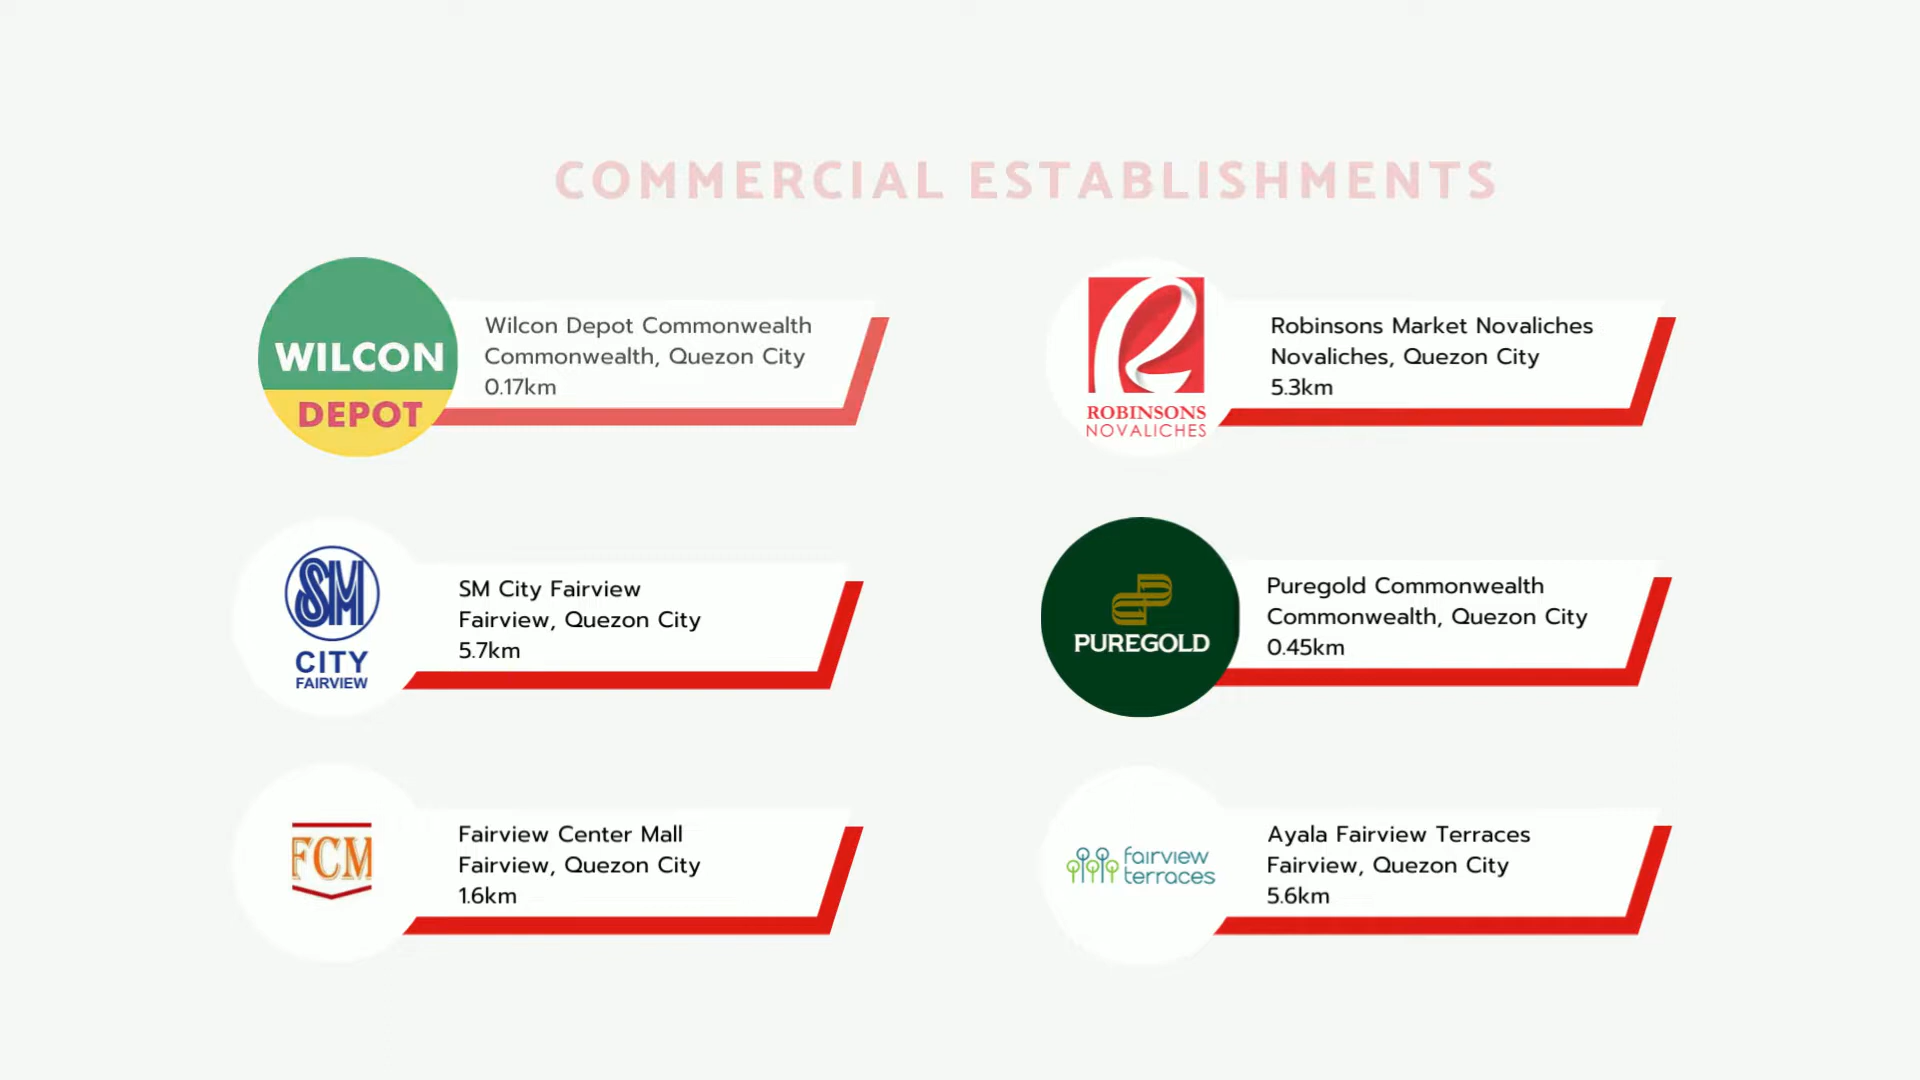 COMMERCIAL ESTABLISHMENTS
WILCON
DEPOT
Wilcon Depot Commonwealth
Commonwealth, Quezon City
0.17km
ROBINSONS
NOVALICHES
Robinsons Market Novaliches
Novaliches, Quezon City
5.3km
SM
CITY
FAIRVIEW
SM City Fairview
Fairview, Quezon City
5.7km
PUREGOLD
Puregold Commonwealth
Commonwealth, Quezon City
0.45km
FCM
Fairview Center Mall
Fairview, Quezon City
1.6km
fairview
terraces
Ayala Fairview Terraces
Fairview, Quezon City
5.6km